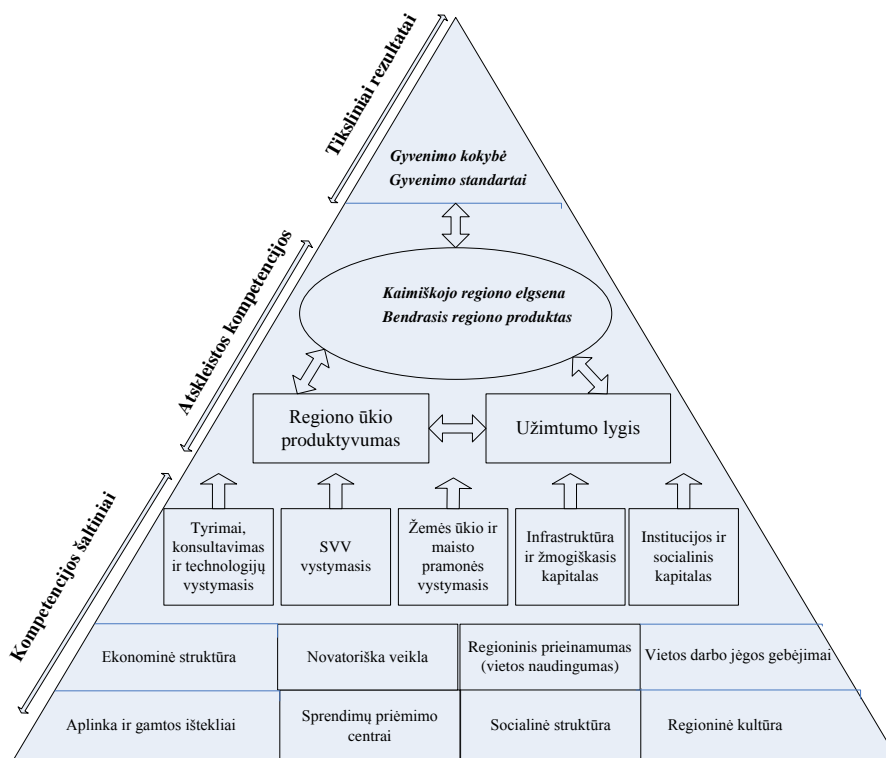 Tiksliniai rezultatai
Gyvenimo kokybė
Gyvenimo standartai
Atskleistos kompetencijos
Kaimiškojo regiono elgsena
Bendrasis regiono produktas
Regiono ūkio
produktyvumas
Užimtumo lygis
Kompetencijos šaltiniai
Tyrimai,
konsultavimas
ir technologijų
vystymasis
SVV
vystymasis
Žemės ūkio ir
maisto
pramonės
vystymasis
Infrastruktūra
ir žmogiškasis
kapitalas
Institucijos ir
socialinis
kapitalas
Ekonominė struktūra
Novatoriška veikla
Regioninis prieinamumas
(vietos naudingumas)
Vietos darbo jėgos gebėjimai
Aplinka ir gamtos ištekliai
Sprendimų priėmimo
centrai
Socialinė struktūra
Regioninė kultūra